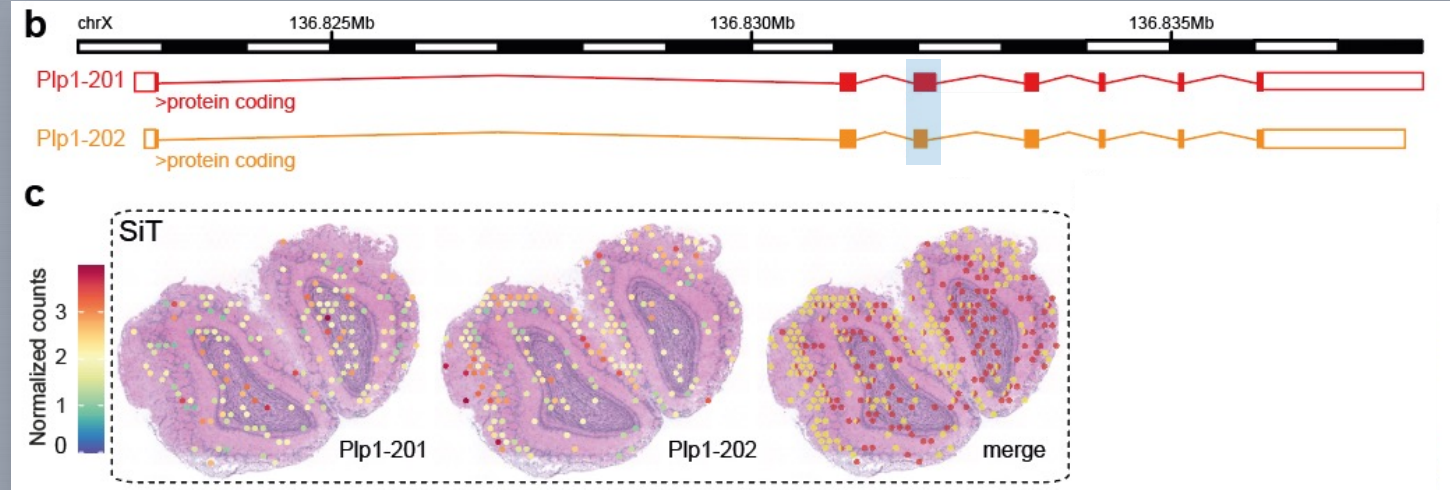 b
chrX 136.825Mb 136.830Mb 136.835Mb
Plp1-201
>protein coding
Plp1-202
>protein coding
c
SiT
Normalized counts
3
2
1
0
Plp1-201 Plp1-202 merge